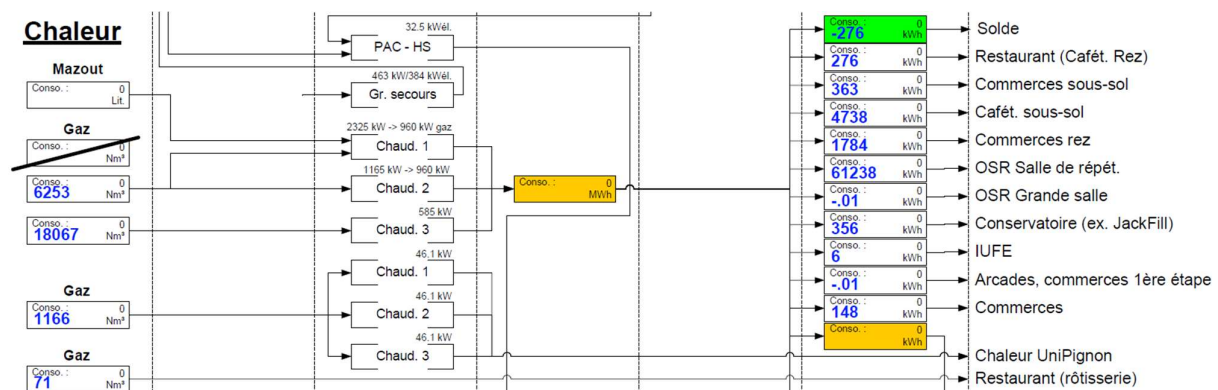 Chaleur
Mazout
Conso. : 0
Lit.
Gaz
Conso. : 0
Nm³
Conso. : 0
6253 Nm³
Conso. : 0
18067 Nm³
Gaz
Conso. : 0
1166 Nm³
Gaz
Conso. : 0
71 Nm³
32.5 kWél.
PAC - HS
463 kW/384 kWél.
Gr. secours
2325 kW -> 960 kW gaz
Chaud. 1
1165 kW -> 960 kW
Chaud. 2
585 kW
Chaud. 3
46.1 kW
Chaud. 1
46.1 kW
Chaud. 2
46.1 kW
Chaud. 3
Conso. : 0
MWh
Conso. : 0
-276 kWh
Solde
Conso. : 0
276 kWh
Restaurant (Cafét. Rez)
Conso. : 0
363 kWh
Commerces sous-sol
Conso. : 0
4738 kWh
Cafét. sous-sol
Conso. : 0
1784 kWh
Commerces rez
Conso. : 0
61238 kWh
OSR Salle de répét.
Conso. : 0
-.01 kWh
OSR Grande salle
Conso. : 0
356 kWh
Conservatoire (ex. JackFill)
Conso. : 0
6 kWh
IUFE
Conso. : 0
-.01 kWh
Arcades, commerces 1ère étape
Conso. : 0
148 kWh
Commerces
Conso. : 0
kWh
Chaleur UniPignon
Restaurant (rôtisserie)